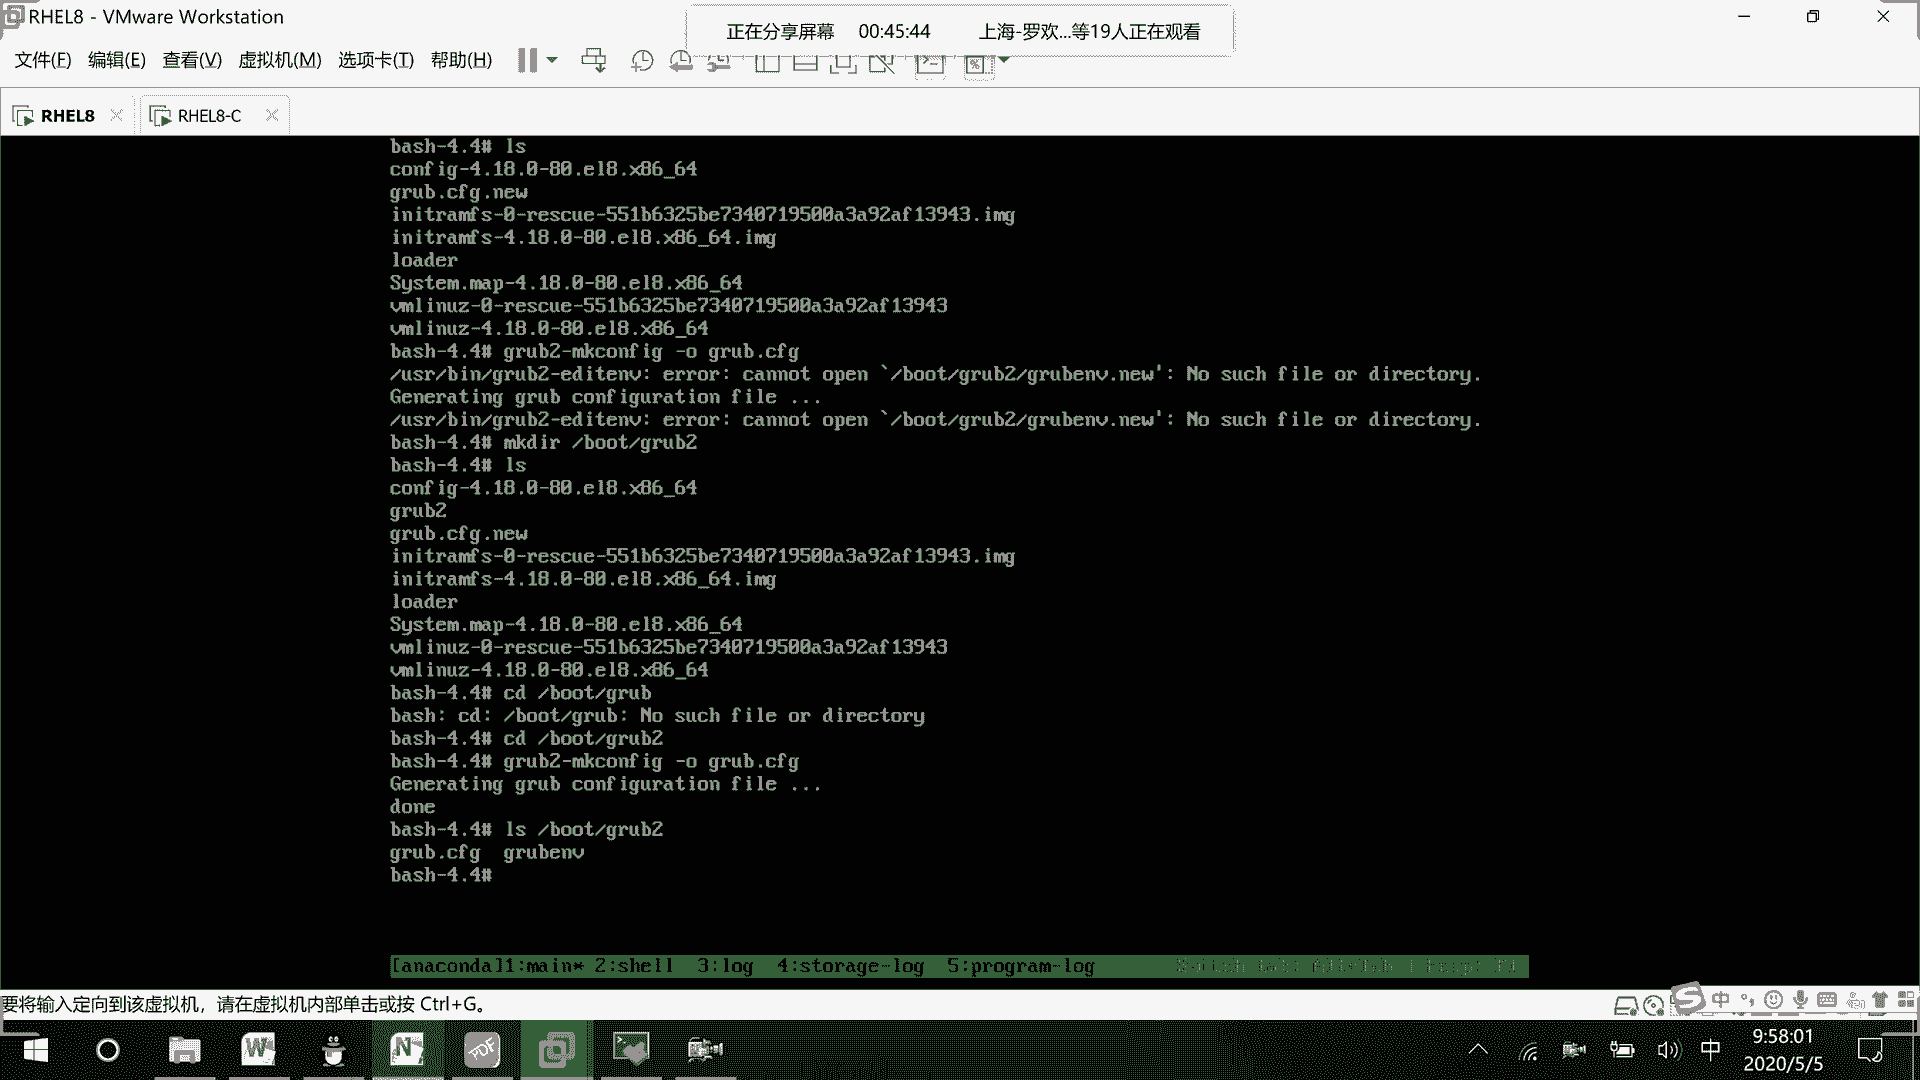 RHEL8 - VMware Workstation
正在分享屏幕 00:45:44 上海-罗欢...等19人正在观看
文件(F) 编辑(E) 查看(V) 虚拟机(M) 选项卡(T) 帮助(H)
RHEL8 RHEL8-C
bash-4.4# ls
config-4.18.0-80.el8.x86_64
grub.cfg.new
initramfs-0-rescue-551b6325be7340719500a3a92af13943.img
initramfs-4.18.0-80.el8.x86_64.img
loader
System.map-4.18.0-80.el8.x86_64
vmlinuz-0-rescue-551b6325be7340719500a3a92af13943
vmlinuz-4.18.0-80.el8.x86_64
bash-4.4# grub2-mkconfig -o grub.cfg
/usr/bin/grub2-editenv: error: cannot open `/boot/grub2/grubenv.new': No such file or directory.
Generating grub configuration file ...
/usr/bin/grub2-editenv: error: cannot open `/boot/grub2/grubenv.new': No such file or directory.
bash-4.4# mkdir /boot/grub2
bash-4.4# ls
config-4.18.0-80.el8.x86_64
grub2
grub.cfg.new
initramfs-0-rescue-551b6325be7340719500a3a92af13943.img
initramfs-4.18.0-80.el8.x86_64.img
loader
System.map-4.18.0-80.el8.x86_64
vmlinuz-0-rescue-551b6325be7340719500a3a92af13943
vmlinuz-4.18.0-80.el8.x86_64
bash-4.4# cd /boot/grub
bash: cd: /boot/grub: No such file or directory
bash-4.4# cd /boot/grub2
bash-4.4# grub2-mkconfig -o grub.cfg
Generating grub configuration file ...
done
bash-4.4# ls /boot/grub2
grub.cfg  grubenv
bash-4.4#
[anaconda]1:main* 2:shell  3:log  4:storage-log  5:program-log
要将输入定向到该虚拟机，请在虚拟机内部单击或按 Ctrl+G。
中
中 9:58:01
2020/5/5